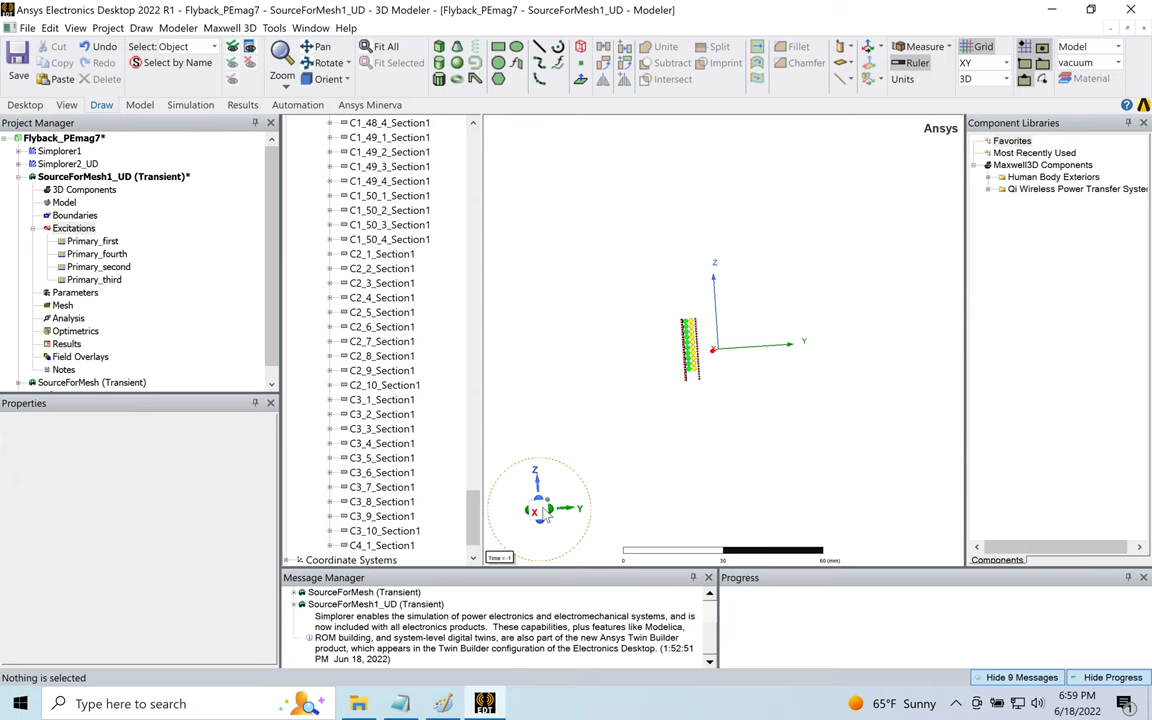 Ansys Electronics Desktop 2022 R1 - Flyback_PEmag7 - SourceForMesh1_UD - 3D Modeler - [Flyback_PEmag7 - SourceForMesh1_UD - Modeler]
File Edit View Project Draw Modeler Maxwell 3D Tools Window Help
Save
Cut Undo
Copy Redo
Paste Delete
Select: Object
Select by Name
Zoom
Pan
Rotate
Orient
Fit All
Fit Selected
Unite Split
Subtract Imprint
Intersect
Fillet
Chamfer
Measure
Ruler
Units
Grid
XY
3D
Model
vacuum
Material
Desktop View Draw Model Simulation Results Automation Ansys Minerva
Project Manager
Flyback_PEmag7*
Simplorer1
Simplorer2_UD
SourceForMesh1_UD (Transient)*
3D Components
Model
Boundaries
Excitations
Primary_first
Primary_fourth
Primary_second
Primary_third
Parameters
Mesh
Analysis
Optimetrics
Results
Field Overlays
Notes
SourceForMesh (Transient)
Properties
C1_48_4_Section1
C1_49_1_Section1
C1_49_2_Section1
C1_49_3_Section1
C1_49_4_Section1
C1_50_1_Section1
C1_50_2_Section1
C1_50_3_Section1
C1_50_4_Section1
C2_1_Section1
C2_2_Section1
C2_3_Section1
C2_4_Section1
C2_5_Section1
C2_6_Section1
C2_7_Section1
C2_8_Section1
C2_9_Section1
C2_10_Section1
C3_1_Section1
C3_2_Section1
C3_3_Section1
C3_4_Section1
C3_5_Section1
C3_6_Section1
C3_7_Section1
C3_8_Section1
C3_9_Section1
C3_10_Section1
C4_1_Section1
Coordinate Systems
Ansys
Z
Y
X
Z
Y
X
Time = -1
0 30 60 (mm)
Component Libraries
Favorites
Most Recently Used
Maxwell3D Components
Human Body Exteriors
Qi Wireless Power Transfer Syste
Components
Message Manager
SourceForMesh (Transient)
SourceForMesh1_UD (Transient)
Simplorer enables the simulation of power electronics and electromechanical systems, and is
now included with all electronics products. These capabilities, plus features like Modelica,
ROM building, and system-level digital twins, are also part of the new Ansys Twin Builder
product, which appears in the Twin Builder configuration of the Electronics Desktop. (1:52:51
PM Jun 18, 2022)
Progress
Nothing is selected
Hide 9 Messages
Hide Progress
Type here to search
EDT
65°F Sunny
6:59 PM
6/18/2022
1